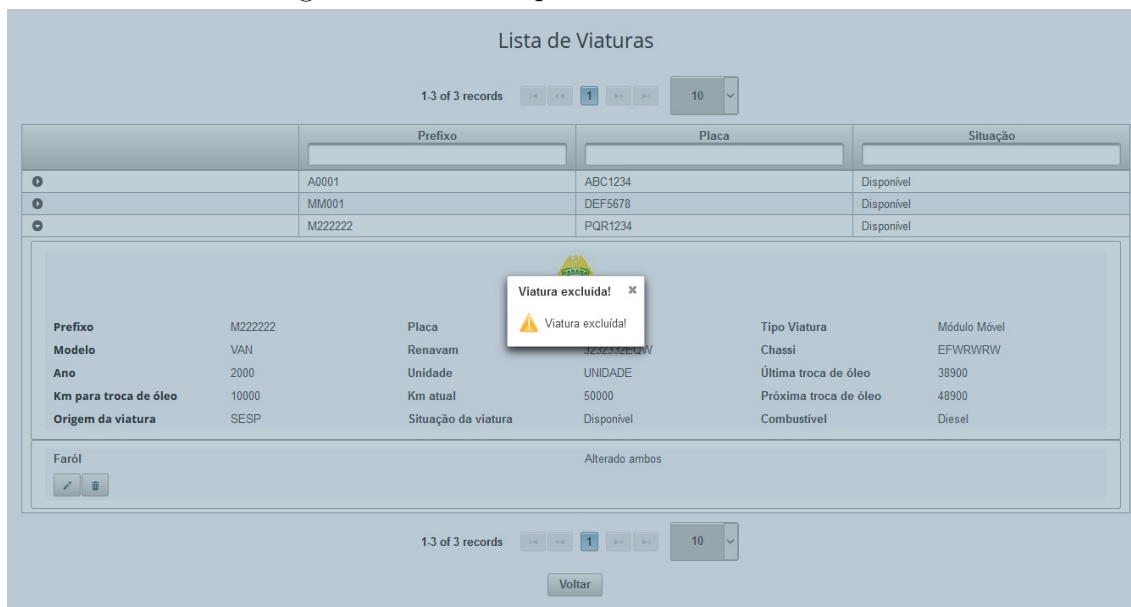 Lista de Viaturas
1-3 of 3 records 1 10
Prefixo Placa Situação
A0001 ABC1234 Disponível
MM001 DEF5678 Disponível
M222222 PQR1234 Disponível
PARANÁ
Viatura excluída!
Viatura excluída!
Prefixo M222222 Placa Tipo Viatura Módulo Móvel
Modelo VAN Renavam 3232332EQW Chassi EFWRWRW
Ano 2000 Unidade UNIDADE Última troca de óleo 38900
Km para troca de óleo 10000 Km atual 50000 Próxima troca de óleo 48900
Origem da viatura SESP Situação da viatura Disponível Combustível Diesel
Faról Alterado ambos
1-3 of 3 records 1 10
Voltar